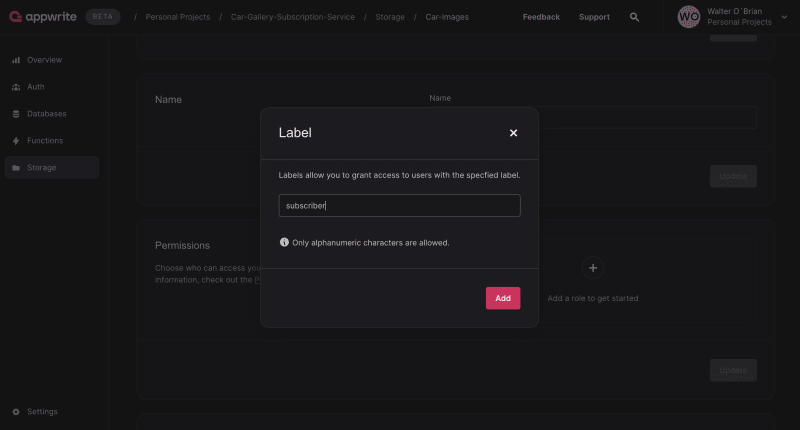 appwrite BETA / Personal Projects / Car-Gallery-Subscription-Service / Storage / Car-Images Feedback Support WO Walter O`Brian
Personal Projects
Overview
Auth
Databases
Functions
Storage
Settings
Name
Name
Update
Label
Labels allow you to grant access to users with the specfied label.
subscriber
Only alphanumeric characters are allowed.
Add
Permissions
Choose who can access you
information, check out the
Add a role to get started
Update